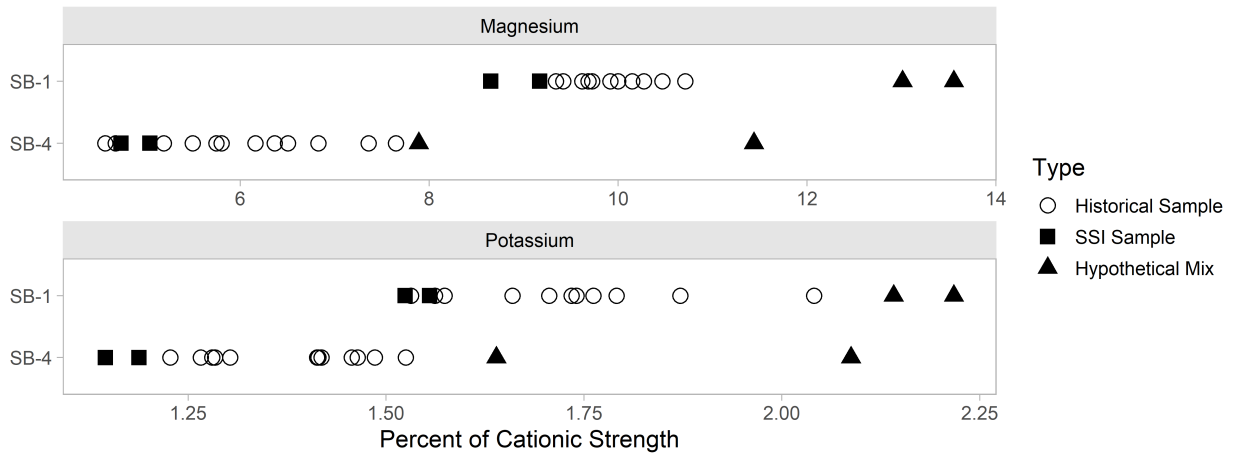 Magnesium
SB-1
SB-4
6 8 10 12 14
Potassium
SB-1
SB-4
1.25 1.50 1.75 2.00 2.25
Percent of Cationic Strength
Type
Historical Sample
SSI Sample
Hypothetical Mix